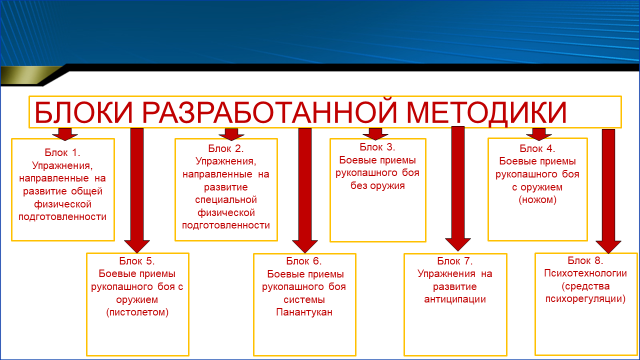 БЛОКИ РАЗРАБОТАННОЙ МЕТОДИКИ
Блок 1.
Упражнения,
направленные на
развитие общей
физической
подготовленности
Блок 2.
Упражнения,
направленные на
развитие
специальной
физической
подготовленности
Блок 3.
Боевые приемы
рукопашного боя
без оружия
Блок 4.
Боевые приемы
рукопашного боя
с оружием
(ножом)
Блок 5.
Боевые приемы
рукопашного боя с
оружием
(пистолетом)
Блок 6.
Боевые приемы
рукопашного боя
системы
Панантукан
Блок 7.
Упражнения на
развитие
антиципации
Блок 8.
Психотехнологии
(средства
психорегуляции)